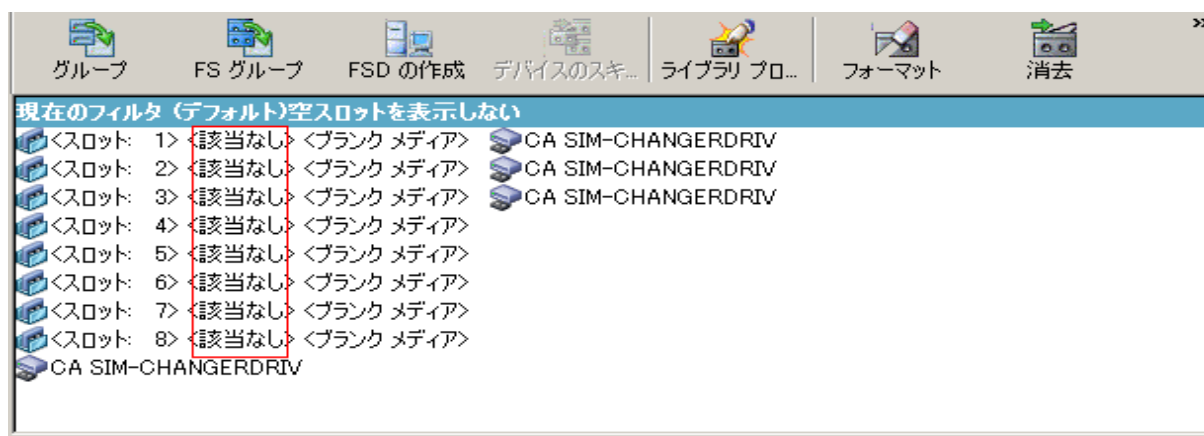 グループ FS グループ FSD の作成 デバイスのスキ... ライブラリ プロ... フォーマット 消去 »
現在のフィルタ (デフォルト)空スロットを表示しない
<スロット: 1> <該当なし> <ブランク メディア> CA SIM-CHANGERDRIV
<スロット: 2> <該当なし> <ブランク メディア> CA SIM-CHANGERDRIV
<スロット: 3> <該当なし> <ブランク メディア> CA SIM-CHANGERDRIV
<スロット: 4> <該当なし> <ブランク メディア>
<スロット: 5> <該当なし> <ブランク メディア>
<スロット: 6> <該当なし> <ブランク メディア>
<スロット: 7> <該当なし> <ブランク メディア>
<スロット: 8> <該当なし> <ブランク メディア>
CA SIM-CHANGERDRIV